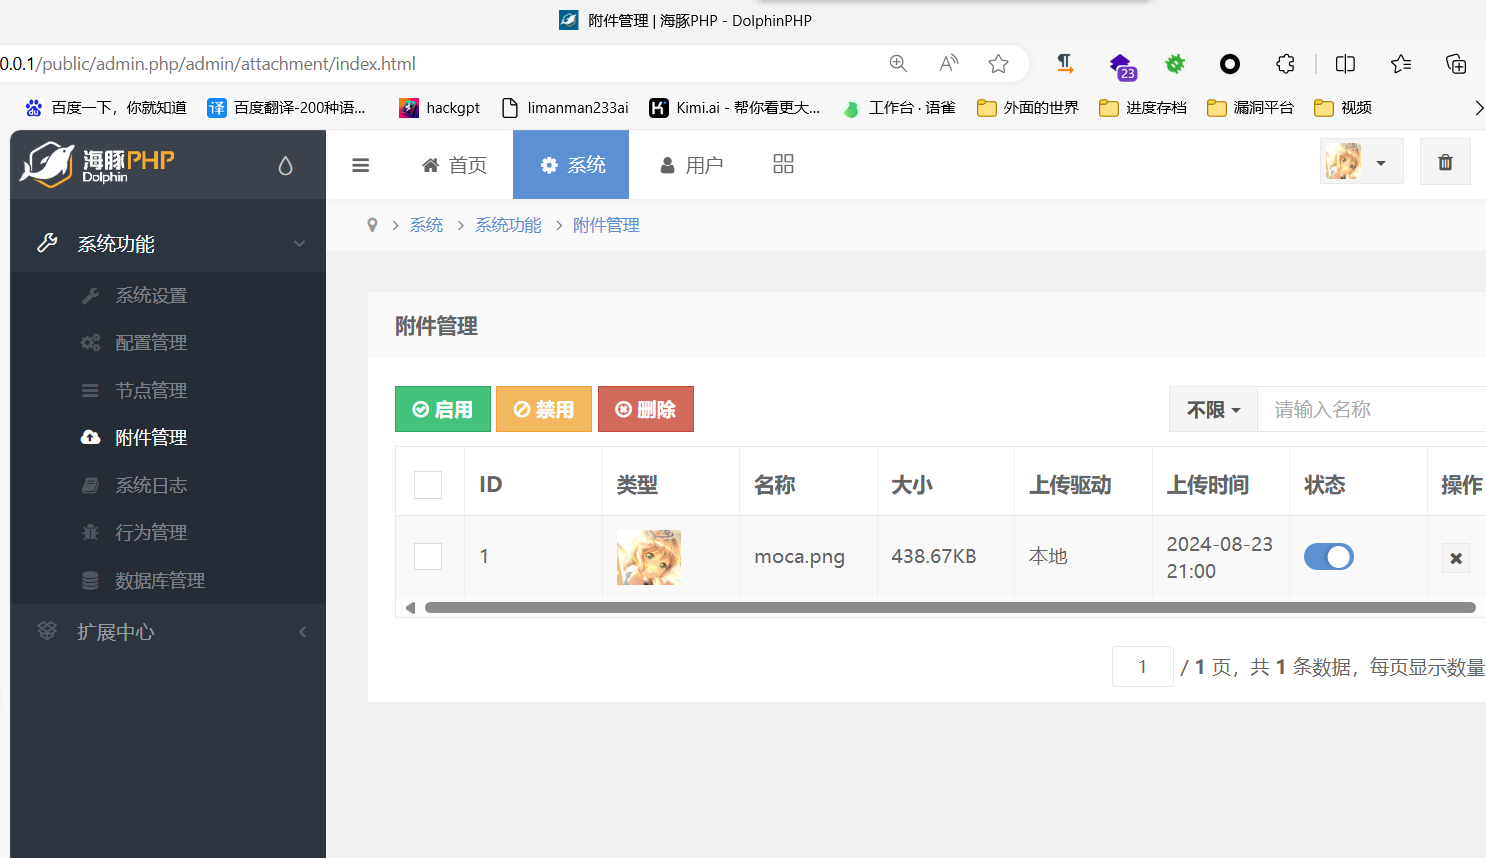 附件管理 | 海豚PHP - DolphinPHP
0.0.1/public/admin.php/admin/attachment/index.html
23
百度一下，你就知道 译 百度翻译-200种语... hackgpt limanman233ai Kimi.ai - 帮你看更大... 工作台 · 语雀 外面的世界 进度存档 漏洞平台 视频
海豚PHP
Dolphin
首页 系统 用户
系统 系统功能 附件管理
系统功能
系统设置
配置管理
节点管理
附件管理
系统日志
行为管理
数据库管理
扩展中心
附件管理
启用 禁用 删除 不限 请输入名称
ID 类型 名称 大小 上传驱动 上传时间 状态 操作
1 moca.png 438.67KB 本地 2024-08-23
21:00
1 / 1 页，共 1 条数据，每页显示数量